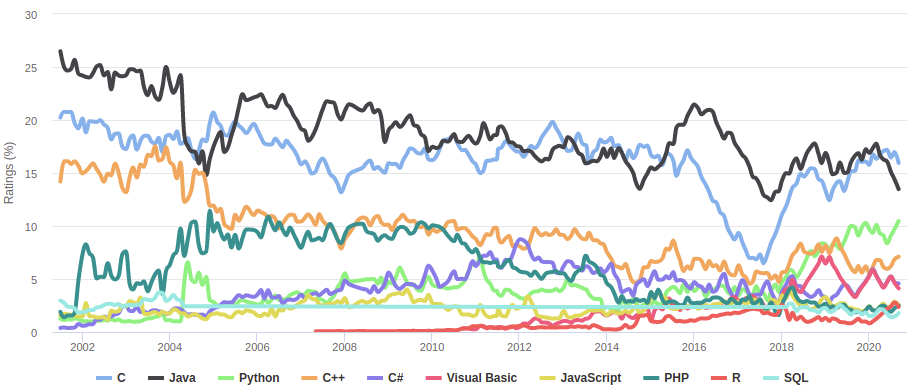 30
25
20
15
10
5
0
Ratings (%)
2002 2004 2006 2008 2010 2012 2014 2016 2018 2020
C Java Python C++ C# Visual Basic JavaScript PHP R SQL